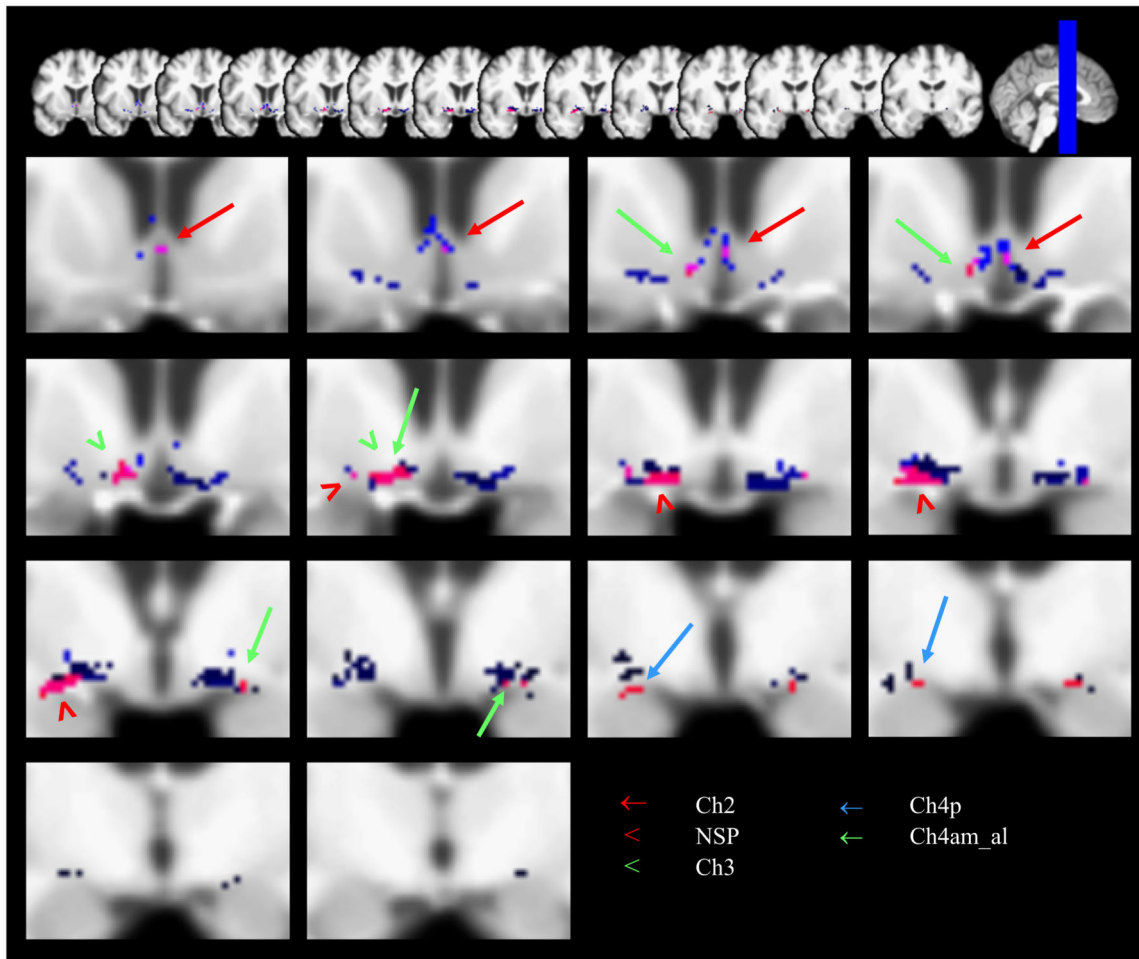 ← Ch2 ← Ch4p
< NSP ← Ch4am_al
< Ch3